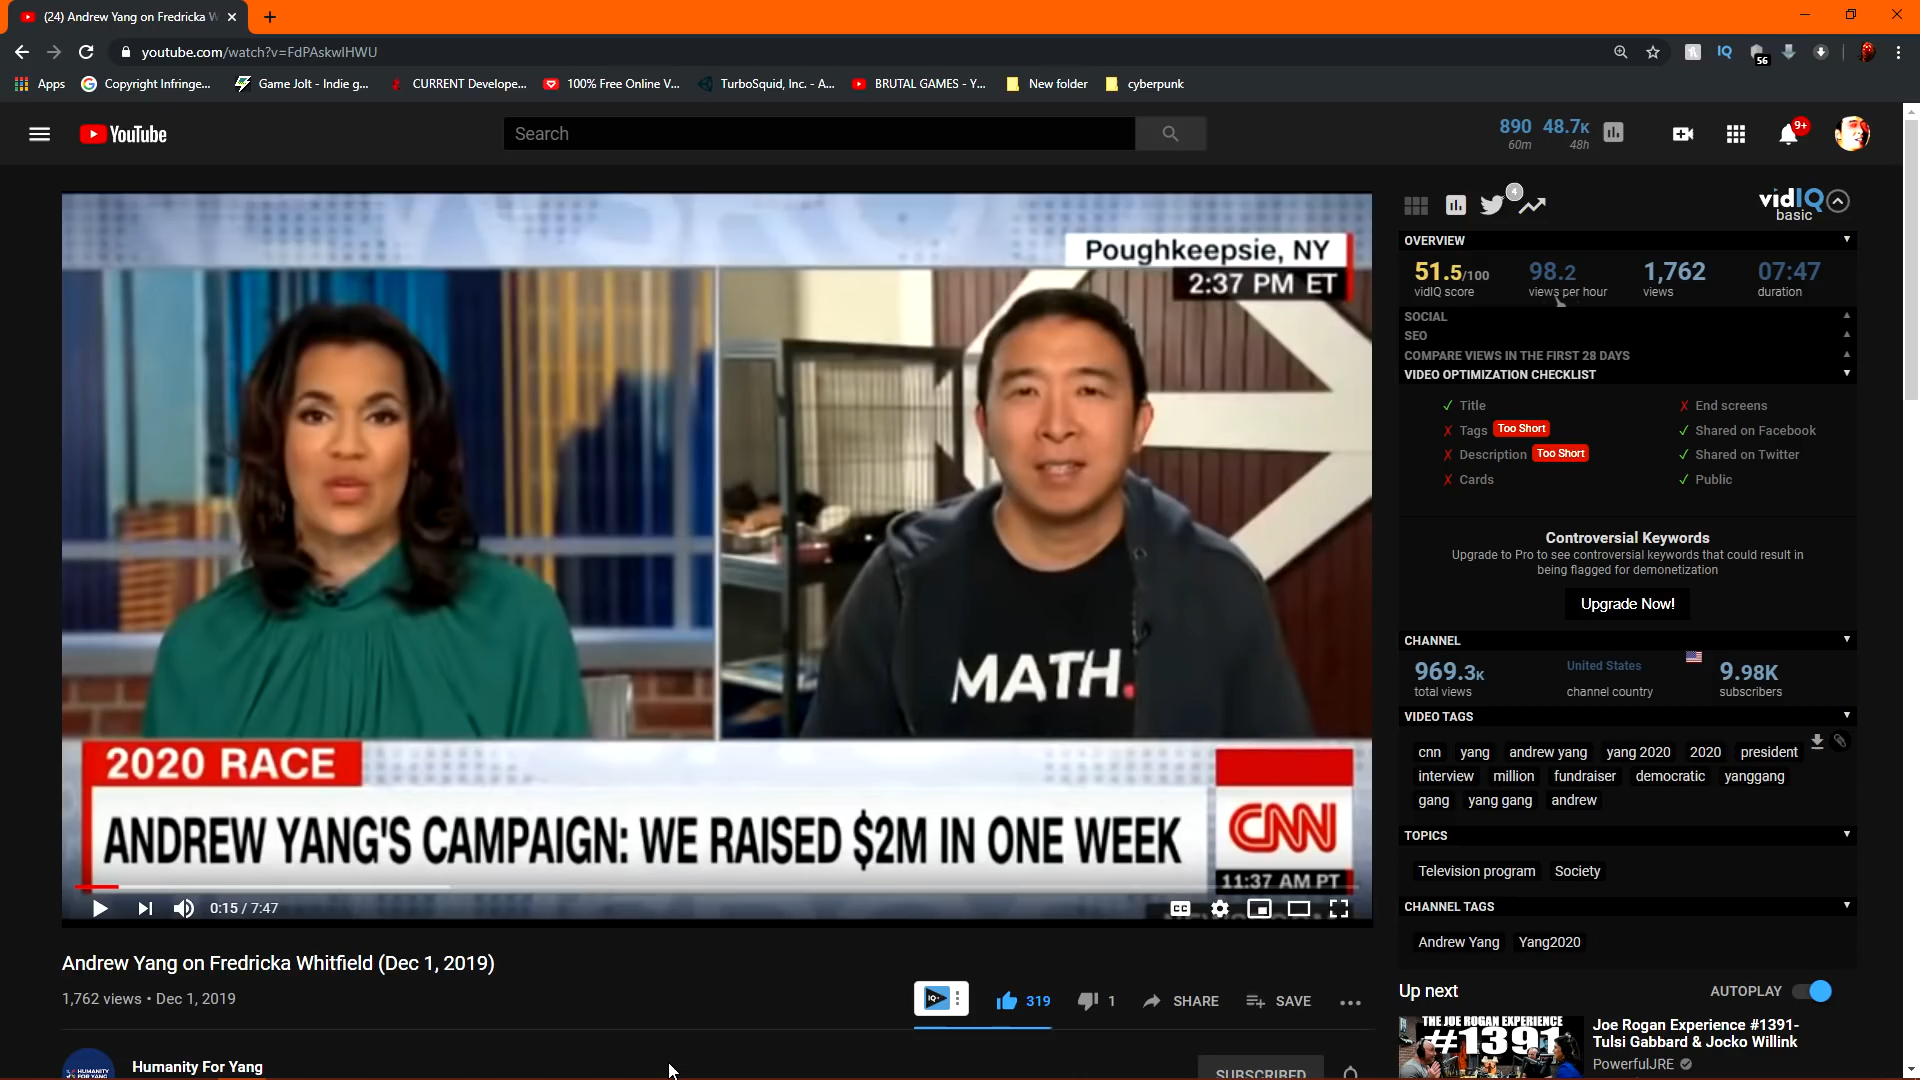 (24) Andrew Yang on Fredricka W
youtube.com/watch?v=FdPAskwIHWU
IQ
56
Apps
Copyright Infringe...
Game Jolt - Indie g...
CURRENT Develope...
100% Free Online V...
TurboSquid, Inc. - A...
BRUTAL GAMES - Y...
New folder
cyberpunk
YouTube
Search
890 48.7K
60m 48h
9+
Poughkeepsie, NY
2:37 PM ET
MATH.
2020 RACE
ANDREW YANG'S CAMPAIGN: WE RAISED $2M IN ONE WEEK
CNN
11:37 AM PT
0:15 / 7:47
CC
Andrew Yang on Fredricka Whitfield (Dec 1, 2019)
1,762 views • Dec 1, 2019
IQ
319
1
SHARE
SAVE
HUMANITY
FOR YANG
Humanity For Yang
SUBSCRIBED
4
vidIQ
basic
OVERVIEW
51.5/100 98.2 1,762 07:47
vidIQ score views per hour views duration
SOCIAL
SEO
COMPARE VIEWS IN THE FIRST 28 DAYS
VIDEO OPTIMIZATION CHECKLIST
✓ Title ✗ End screens
✗ Tags Too Short ✓ Shared on Facebook
✗ Description Too Short ✓ Shared on Twitter
✗ Cards ✓ Public
Controversial Keywords
Upgrade to Pro to see controversial keywords that could result in
being flagged for demonetization
Upgrade Now!
CHANNEL
969.3K United States 9.98K
total views channel country subscribers
VIDEO TAGS
cnn yang andrew yang yang 2020 2020 president
interview million fundraiser democratic yanggang
gang yang gang andrew
TOPICS
Television program Society
CHANNEL TAGS
Andrew Yang Yang2020
Up next
AUTOPLAY
THE JOE ROGAN EXPERIENCE
#1391
Joe Rogan Experience #1391-
Tulsi Gabbard & Jocko Willink
PowerfulJRE